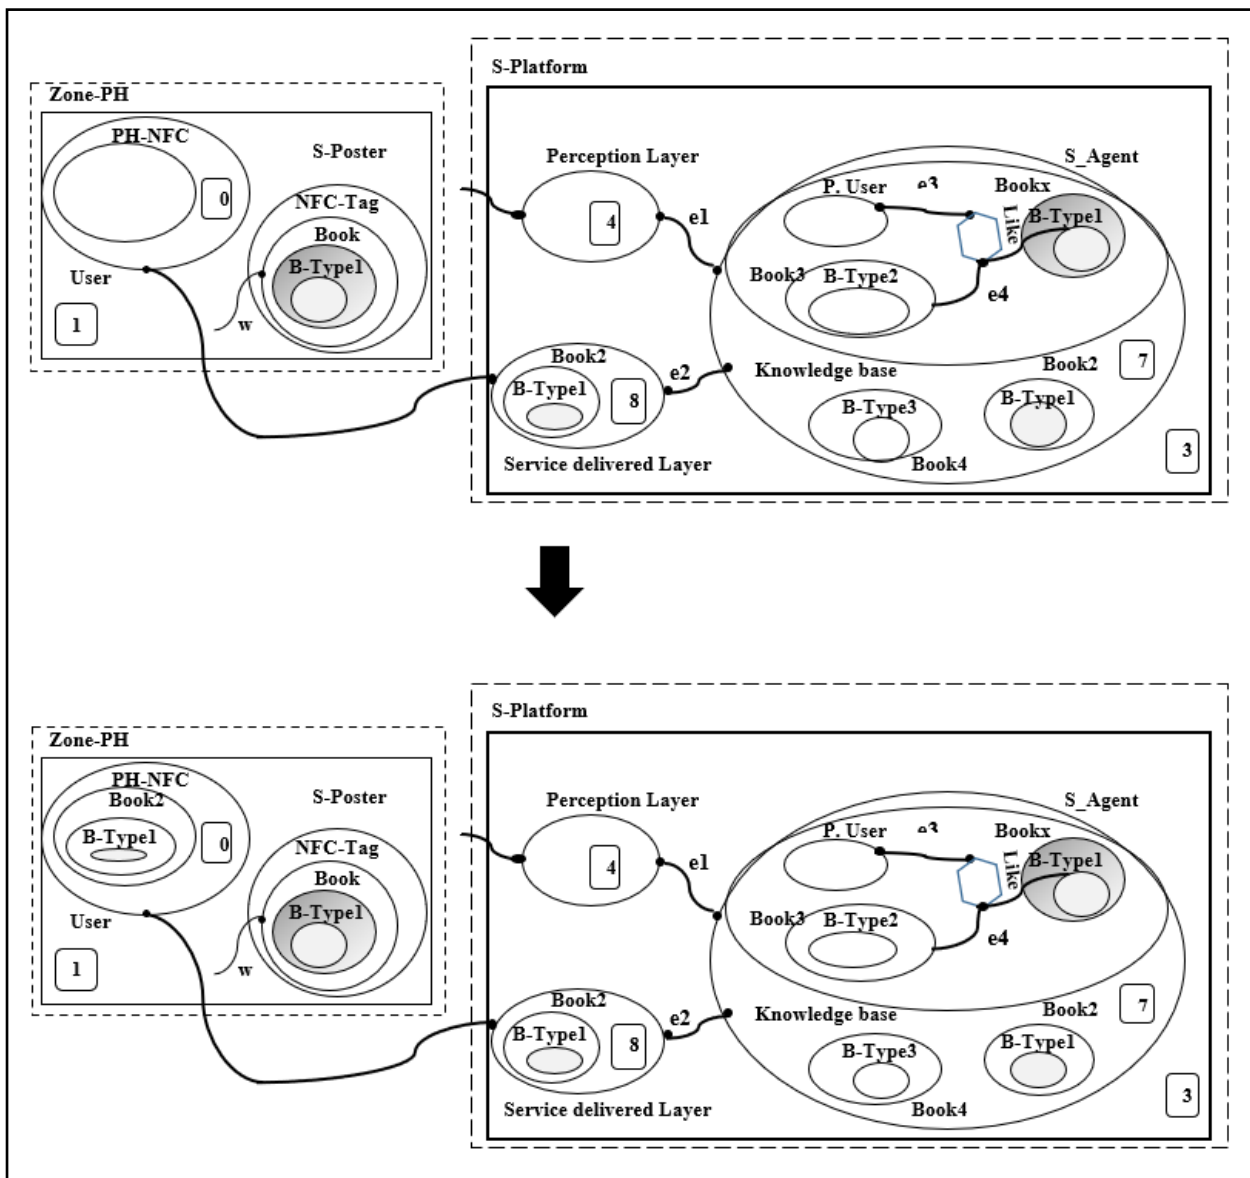 S-Platform
Zone-PH
PH-NFC
S-Poster
0
NFC-Tag
Book
B-Type1
User
1
w
Perception Layer
4
e1
S_Agent
P. User
e3
Bookx
Like
B-Type1
Book3
B-Type2
e4
Book2
B-Type1
8
e2
Service delivered Layer
Knowledge base
7
Book2
B-Type3
B-Type1
Book4
3
S-Platform
Zone-PH
PH-NFC
Book2
B-Type1
S-Poster
0
NFC-Tag
Book
B-Type1
User
1
w
Perception Layer
4
e1
S_Agent
P. User
e3
Bookx
Like
B-Type1
Book3
B-Type2
e4
Book2
B-Type1
8
e2
Service delivered Layer
Knowledge base
7
Book2
B-Type3
B-Type1
Book4
3